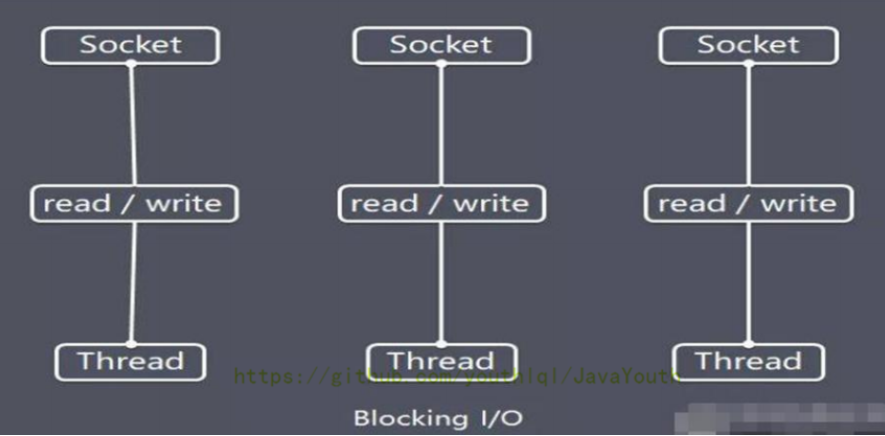 Socket Socket Socket
read / write read / write read / write
Thread Thread Thread
https://github.com/youthlql/JavaYouth
Blocking I/O